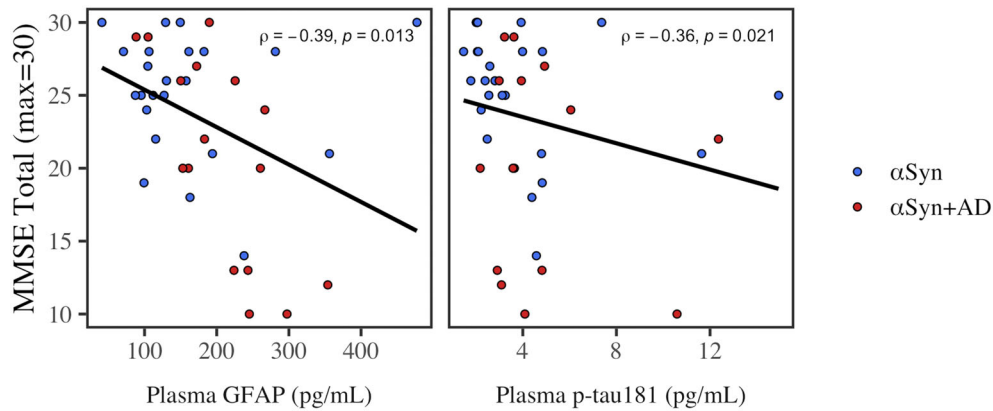 MMSE Total (max=30)
30
25
20
15
10
ρ = −0.39, p = 0.013
ρ = −0.36, p = 0.021
100 200 300 400
4 8 12
Plasma GFAP (pg/mL)
Plasma p-tau181 (pg/mL)
αSyn
αSyn+AD